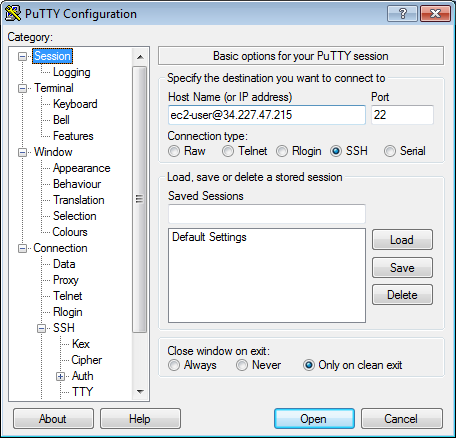 PuTTY Configuration
Category:
Session
Logging
Terminal
Keyboard
Bell
Features
Window
Appearance
Behaviour
Translation
Selection
Colours
Connection
Data
Proxy
Telnet
Rlogin
SSH
Kex
Cipher
Auth
TTY
Basic options for your PuTTY session
Specify the destination you want to connect to
Host Name (or IP address) Port
ec2-user@34.227.47.215 22
Connection type:
Raw Telnet Rlogin SSH Serial
Load, save or delete a stored session
Saved Sessions
Default Settings
Load
Save
Delete
Close window on exit:
Always Never Only on clean exit
About Help Open Cancel